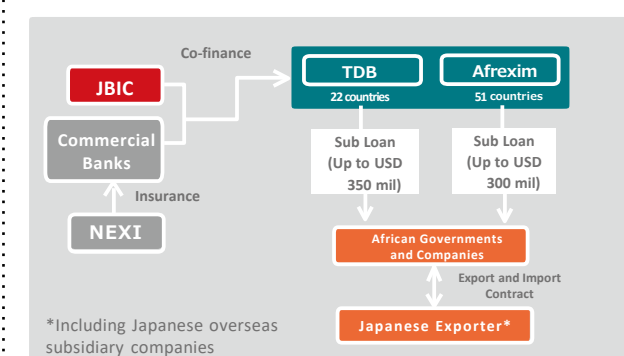 Co-finance
JBIC
TDB
22 countries
Afrexim
51 countries
Commercial
Banks
Insurance
NEXI
Sub Loan
(Up to USD
350 mil)
Sub Loan
(Up to USD
300 mil)
African Governments
and Companies
Export and Import
Contract
Japanese Exporter*
*Including Japanese overseas
subsidiary companies